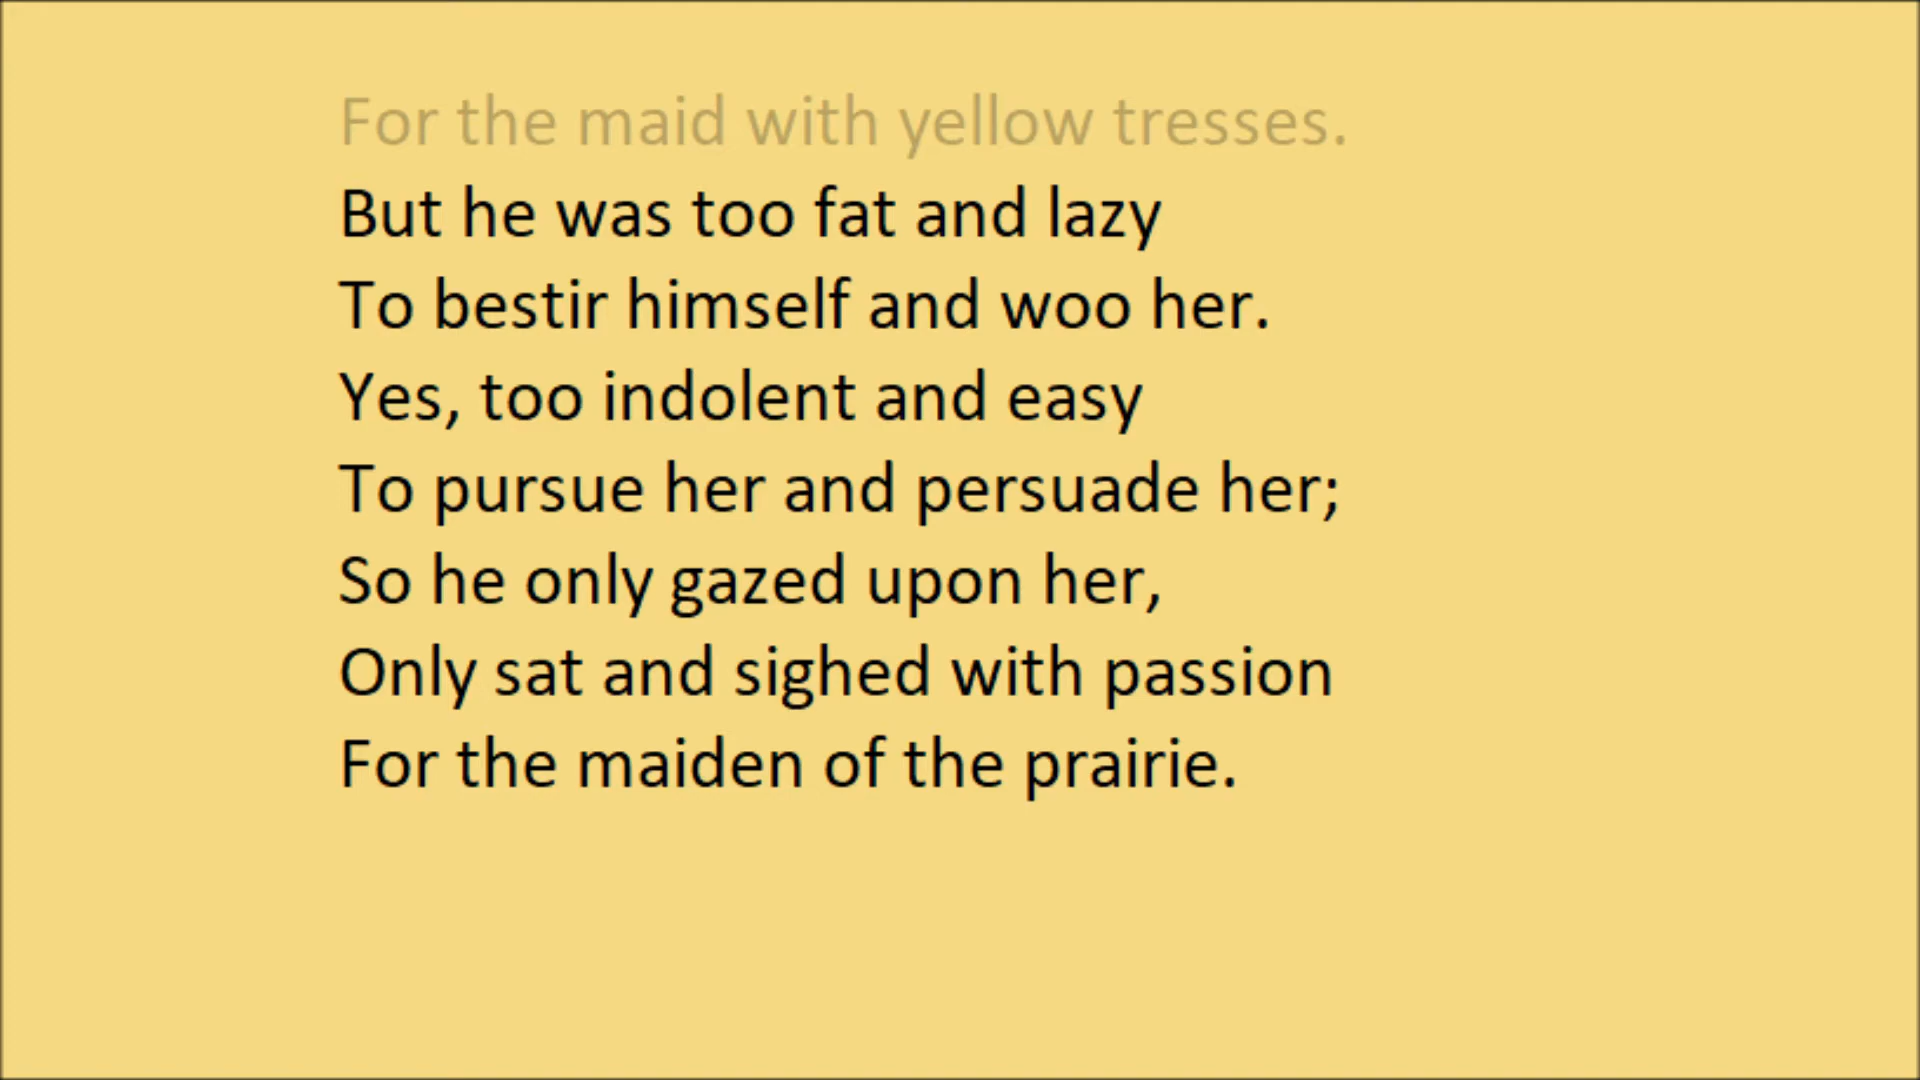 For the maid with yellow tresses.
But he was too fat and lazy
To bestir himself and woo her.
Yes, too indolent and easy
To pursue her and persuade her;
So he only gazed upon her,
Only sat and sighed with passion
For the maiden of the prairie.